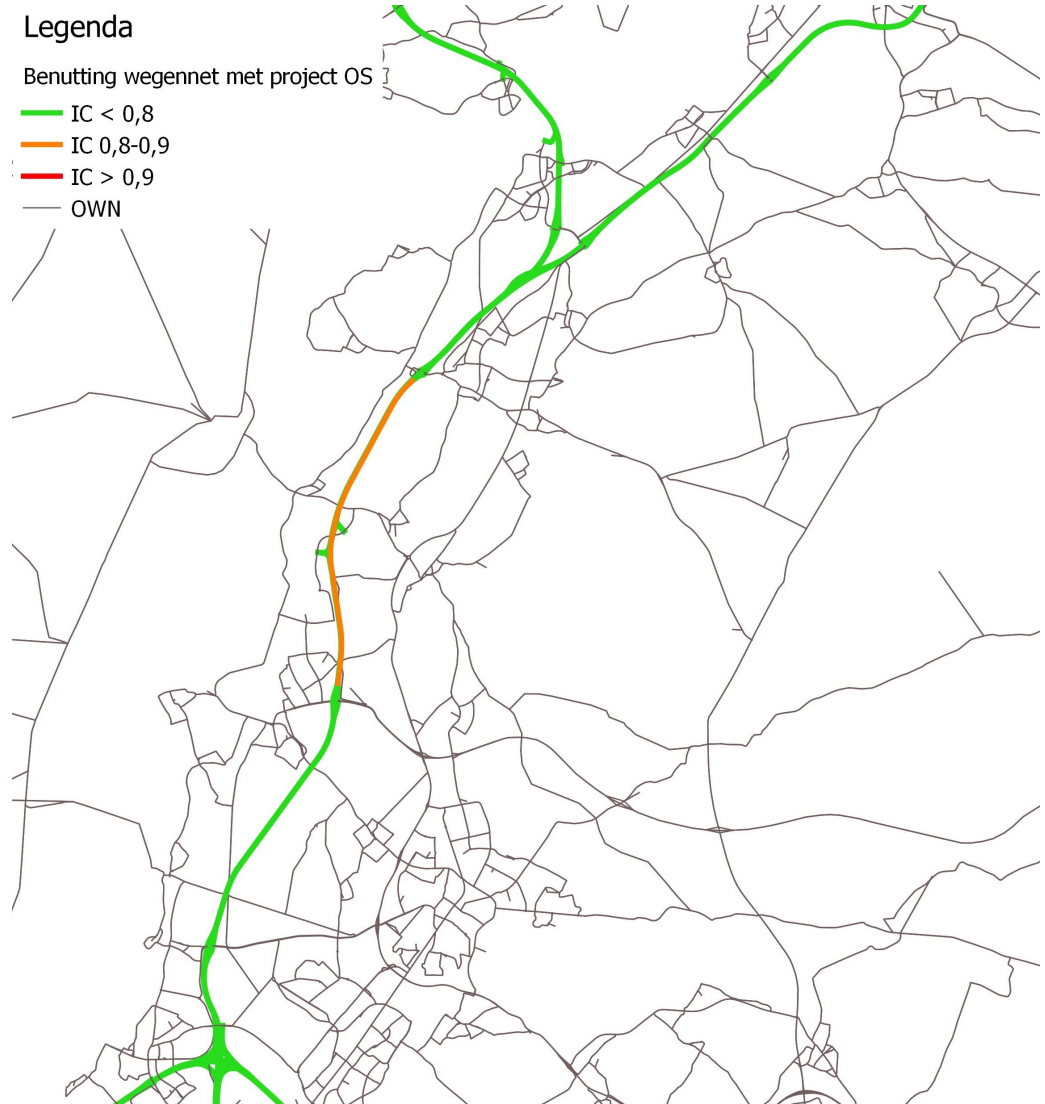 Legenda
Benutting wegennet met project OS
IC < 0,8
IC 0,8-0,9
IC > 0,9
OWN